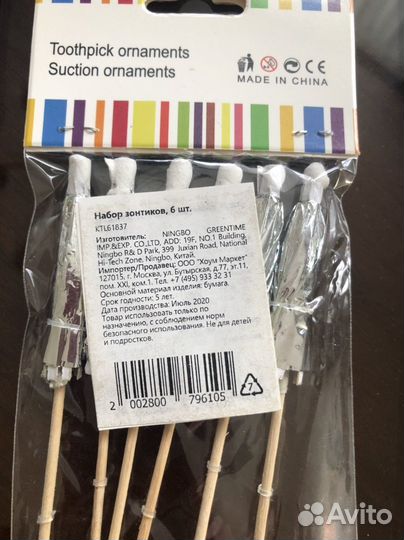 Toothpick ornaments
Suction ornaments
CE
MADE IN CHINA
Набор зонтиков, 6 шт.
KTL61837
Изготовитель: NINGBO GREENTIME
IMP.&EXP. CO.,LTD, ADD: 19F, NO.1 Building,
Ningbo R& D Park, 399 Juxian Road, National
Hi-Tech Zone, Ningbo, Китай.
Импортер/Продавец: ООО "Хоум Маркет"
127015. г. Москва, ул. Бутырская, д.77, эт.11,
пом. XXI, ком.1. Тел. +7 (495) 933 32 31
Основной материал изделия: бумага.
Срок годности: 5 лет.
Дата производства: Июль 2020
Товар использовать только по
назначению, с соблюдением норм
безопасного использования. Не для детей
и подростков.
2 002800 796105
7
Avito